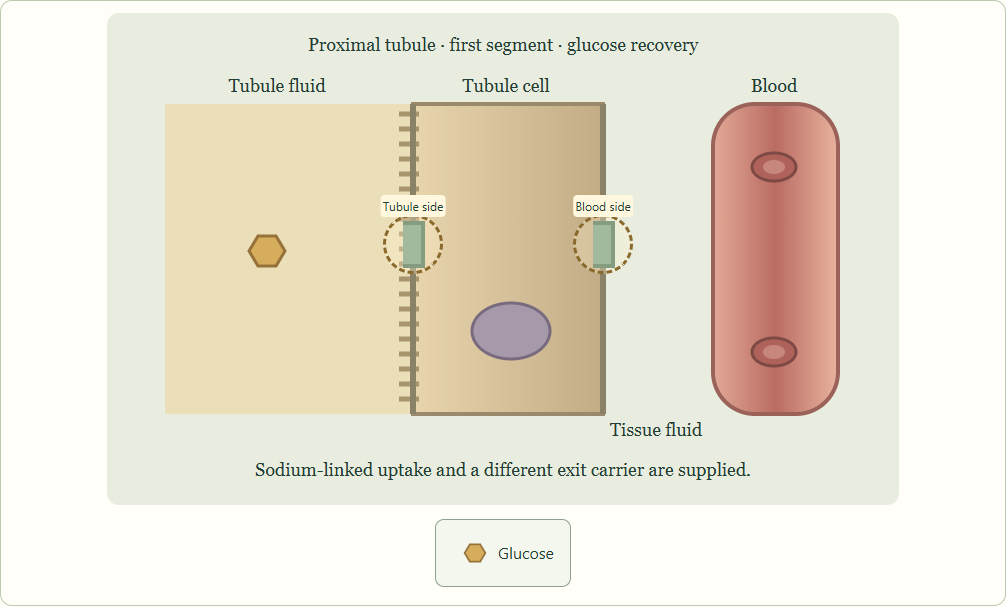 Proximal tubule · first segment · glucose recovery
Tubule fluid
Tubule cell
Blood
Tubule side
Blood side
Tissue fluid
Sodium-linked uptake and a different exit carrier are supplied.
Glucose